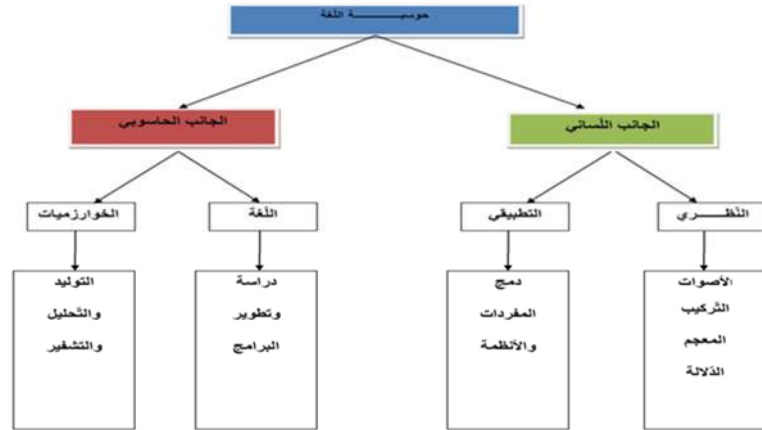 حوسبـــــــــة اللغة
الجانب اللّساني
الجانب الحاسوبي
النّظـــــري
التطبيقي
اللّغة
الخوارزميات
الأصوات
التّركيب
المعجم
الدّلالة
دمج
المفردات
والأنظمة
دراسة
وتطوير
البرامج
التوليد
والتّحليل
والتشفير